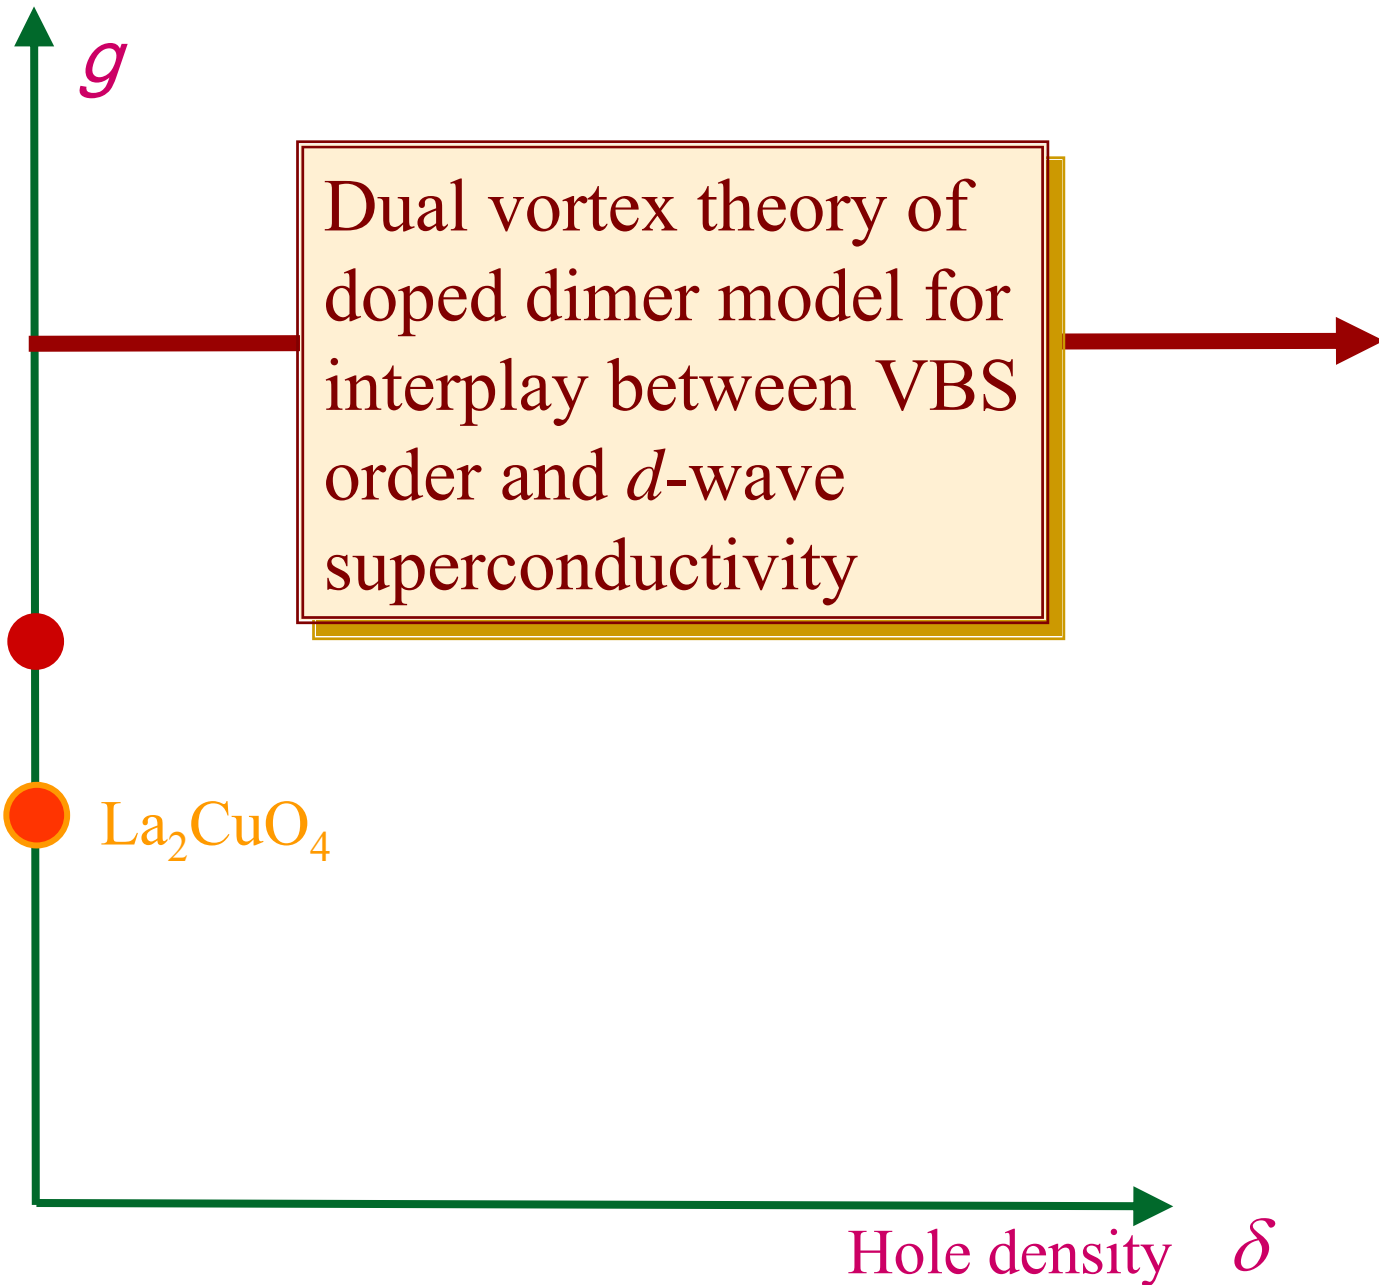 g
Dual vortex theory of
doped dimer model for
interplay between VBS
order and d-wave
superconductivity
La₂CuO₄
Hole density δ